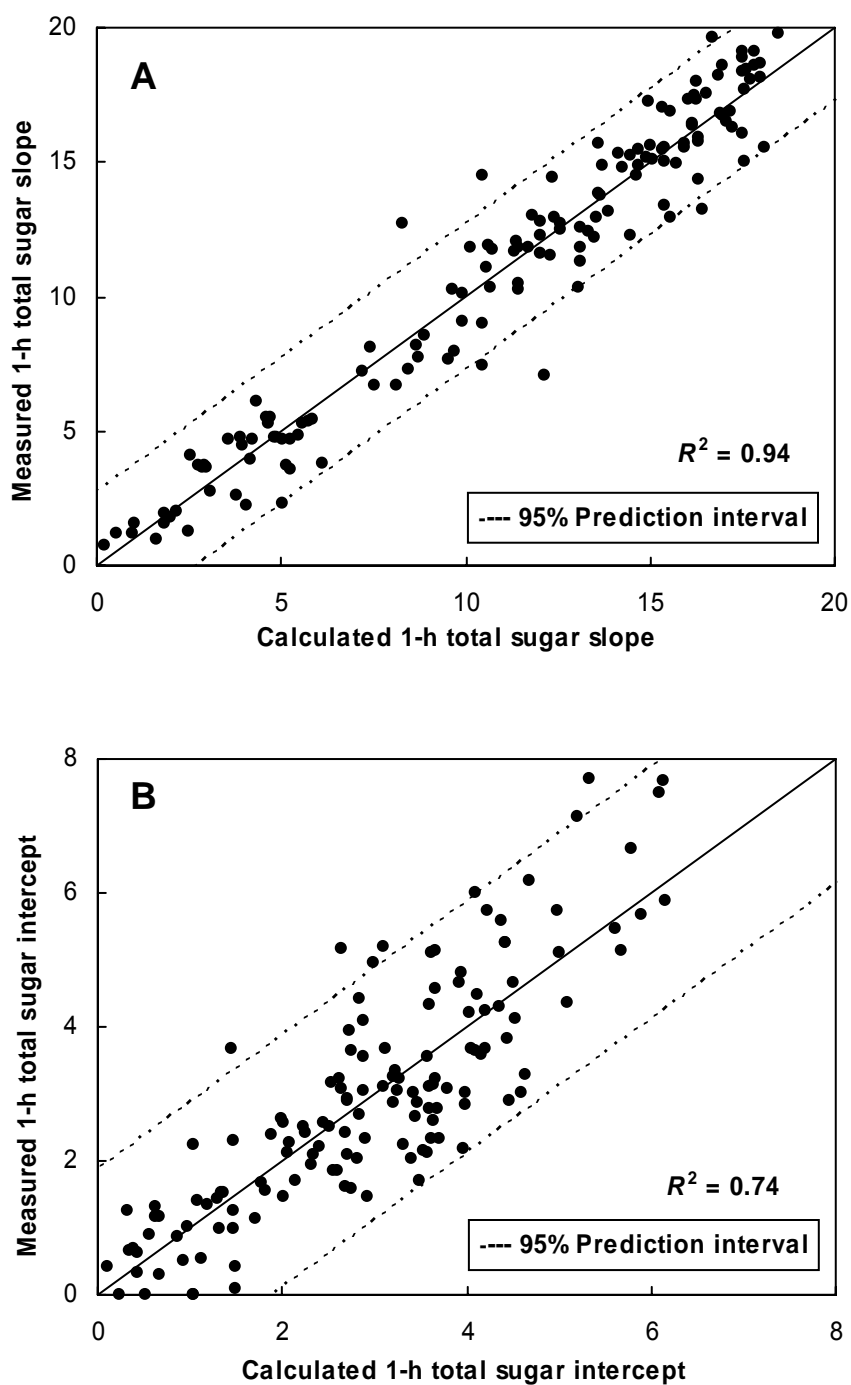 20
A
15
Measured 1-h total sugar slope
10
5
R² = 0.94
---- 95% Prediction interval
0
0 5 10 15 20
Calculated 1-h total sugar slope
8
B
6
Measured 1-h total sugar intercept
4
2
R² = 0.74
---- 95% Prediction interval
0
0 2 4 6 8
Calculated 1-h total sugar intercept